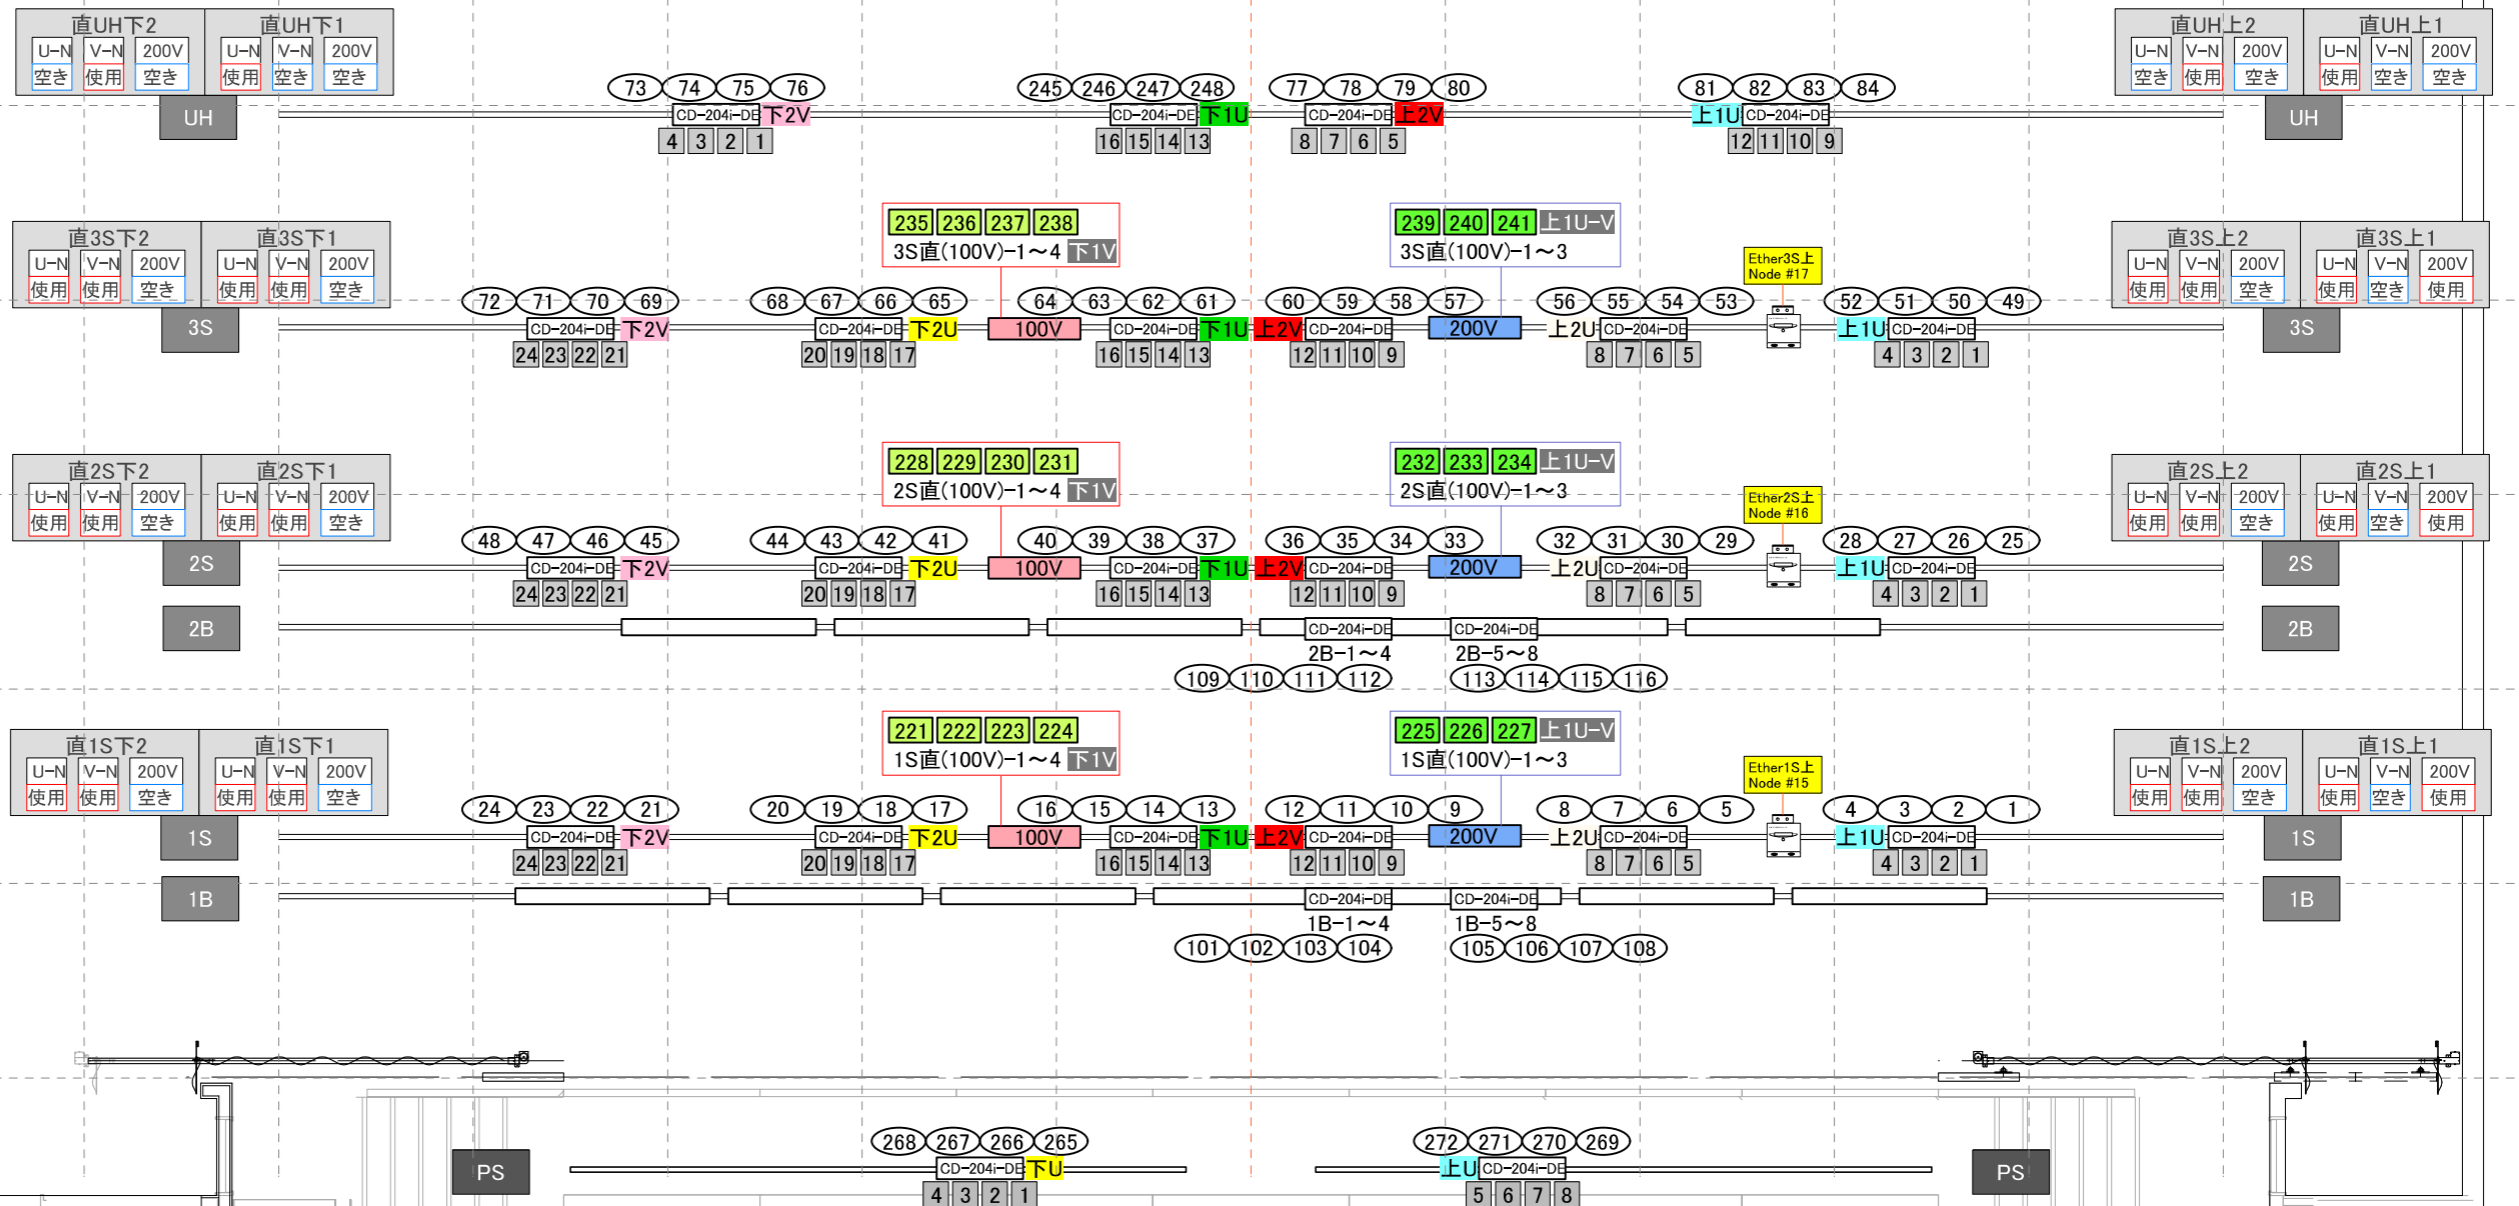 直UH下2 直UH下1 直UH上2 直UH上1
U-N V-N 200V U-N V-N 200V U-N V-N 200V U-N V-N 200V
空き 使用 空き 使用 空き 空き 空き 使用 空き 使用 空き 空き
73 74 75 76 245 246 247 248 77 78 79 80 81 82 83 84
UH CD-204i-DE 下2V CD-204i-DE 下1U CD-204i-DE 上2V 上1U CD-204i-DE UH
4 3 2 1 16 15 14 13 8 7 6 5 12 11 10 9
235 236 237 238 239 240 241 上1U-V
3S直(100V)-1～4 下1V 3S直(100V)-1～3
直3S下2 直3S下1 直3S上2 直3S上1
U-N V-N 200V U-N V-N 200V U-N V-N 200V U-N V-N 200V
使用 使用 空き 使用 使用 空き 使用 使用 空き 使用 空き 使用
Ether3S上
Node #17
72 71 70 69 68 67 66 65 64 63 62 61 60 59 58 57 56 55 54 53 52 51 50 49
3S CD-204i-DE 下2V CD-204i-DE 下2U 100V CD-204i-DE 下1U 上2V CD-204i-DE 200V 上2U CD-204i-DE 上1U CD-204i-DE 3S
24 23 22 21 20 19 18 17 16 15 14 13 12 11 10 9 8 7 6 5 4 3 2 1
228 229 230 231 232 233 234 上1U-V
2S直(100V)-1～4 下1V 2S直(100V)-1～3
直2S下2 直2S下1 直2S上2 直2S上1
U-N V-N 200V U-N V-N 200V U-N V-N 200V U-N V-N 200V
使用 使用 空き 使用 使用 空き 使用 使用 空き 使用 空き 使用
Ether2S上
Node #16
48 47 46 45 44 43 42 41 40 39 38 37 36 35 34 33 32 31 30 29 28 27 26 25
2S CD-204i-DE 下2V CD-204i-DE 下2U 100V CD-204i-DE 下1U 上2V CD-204i-DE 200V 上2U CD-204i-DE 上1U CD-204i-DE 2S
24 23 22 21 20 19 18 17 16 15 14 13 12 11 10 9 8 7 6 5 4 3 2 1
2B CD-204i-DE CD-204i-DE 2B
2B-1～4 2B-5～8
109 110 111 112 113 114 115 116
221 222 223 224 225 226 227 上1U-V
1S直(100V)-1～4 下1V 1S直(100V)-1～3
直1S下2 直1S下1 直1S上2 直1S上1
U-N V-N 200V U-N V-N 200V U-N V-N 200V U-N V-N 200V
使用 使用 空き 使用 使用 空き 使用 使用 空き 使用 空き 使用
Ether1S上
Node #15
24 23 22 21 20 19 18 17 16 15 14 13 12 11 10 9 8 7 6 5 4 3 2 1
1S CD-204i-DE 下2V CD-204i-DE 下2U 100V CD-204i-DE 下1U 上2V CD-204i-DE 200V 上2U CD-204i-DE 上1U CD-204i-DE 1S
24 23 22 21 20 19 18 17 16 15 14 13 12 11 10 9 8 7 6 5 4 3 2 1
1B CD-204i-DE CD-204i-DE 1B
1B-1～4 1B-5～8
101 102 103 104 105 106 107 108
268 267 266 265 272 271 270 269
PS CD-204i-DE 下U 上U CD-204i-DE PS
4 3 2 1 5 6 7 8